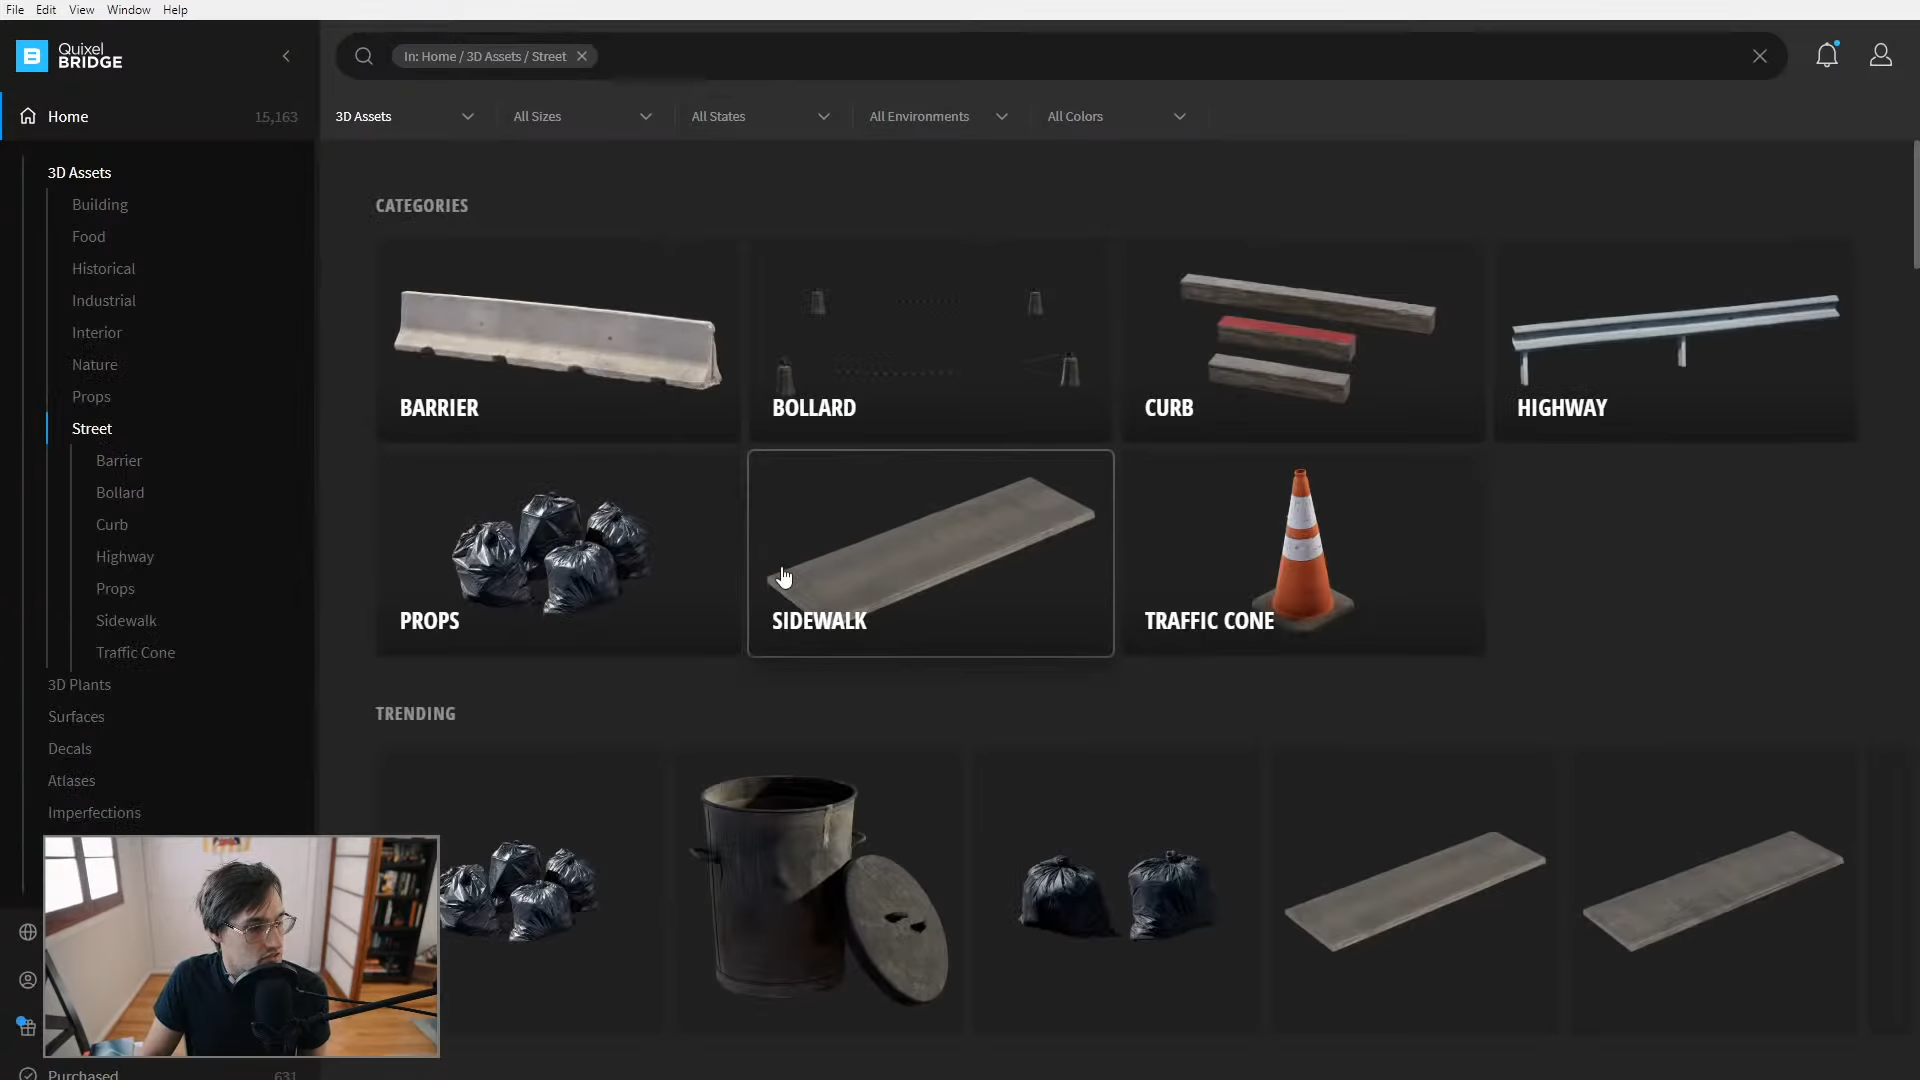 File Edit View Window Help
Quixel
BRIDGE
In: Home / 3D Assets / Street
Home 15,163
3D Assets All Sizes All States All Environments All Colors
3D Assets
Building
Food
Historical
Industrial
Interior
Nature
Props
Street
Barrier
Bollard
Curb
Highway
Props
Sidewalk
Traffic Cone
3D Plants
Surfaces
Decals
Atlases
Imperfections
Purchased 631
CATEGORIES
BARRIER
BOLLARD
CURB
HIGHWAY
PROPS
SIDEWALK
TRAFFIC CONE
TRENDING